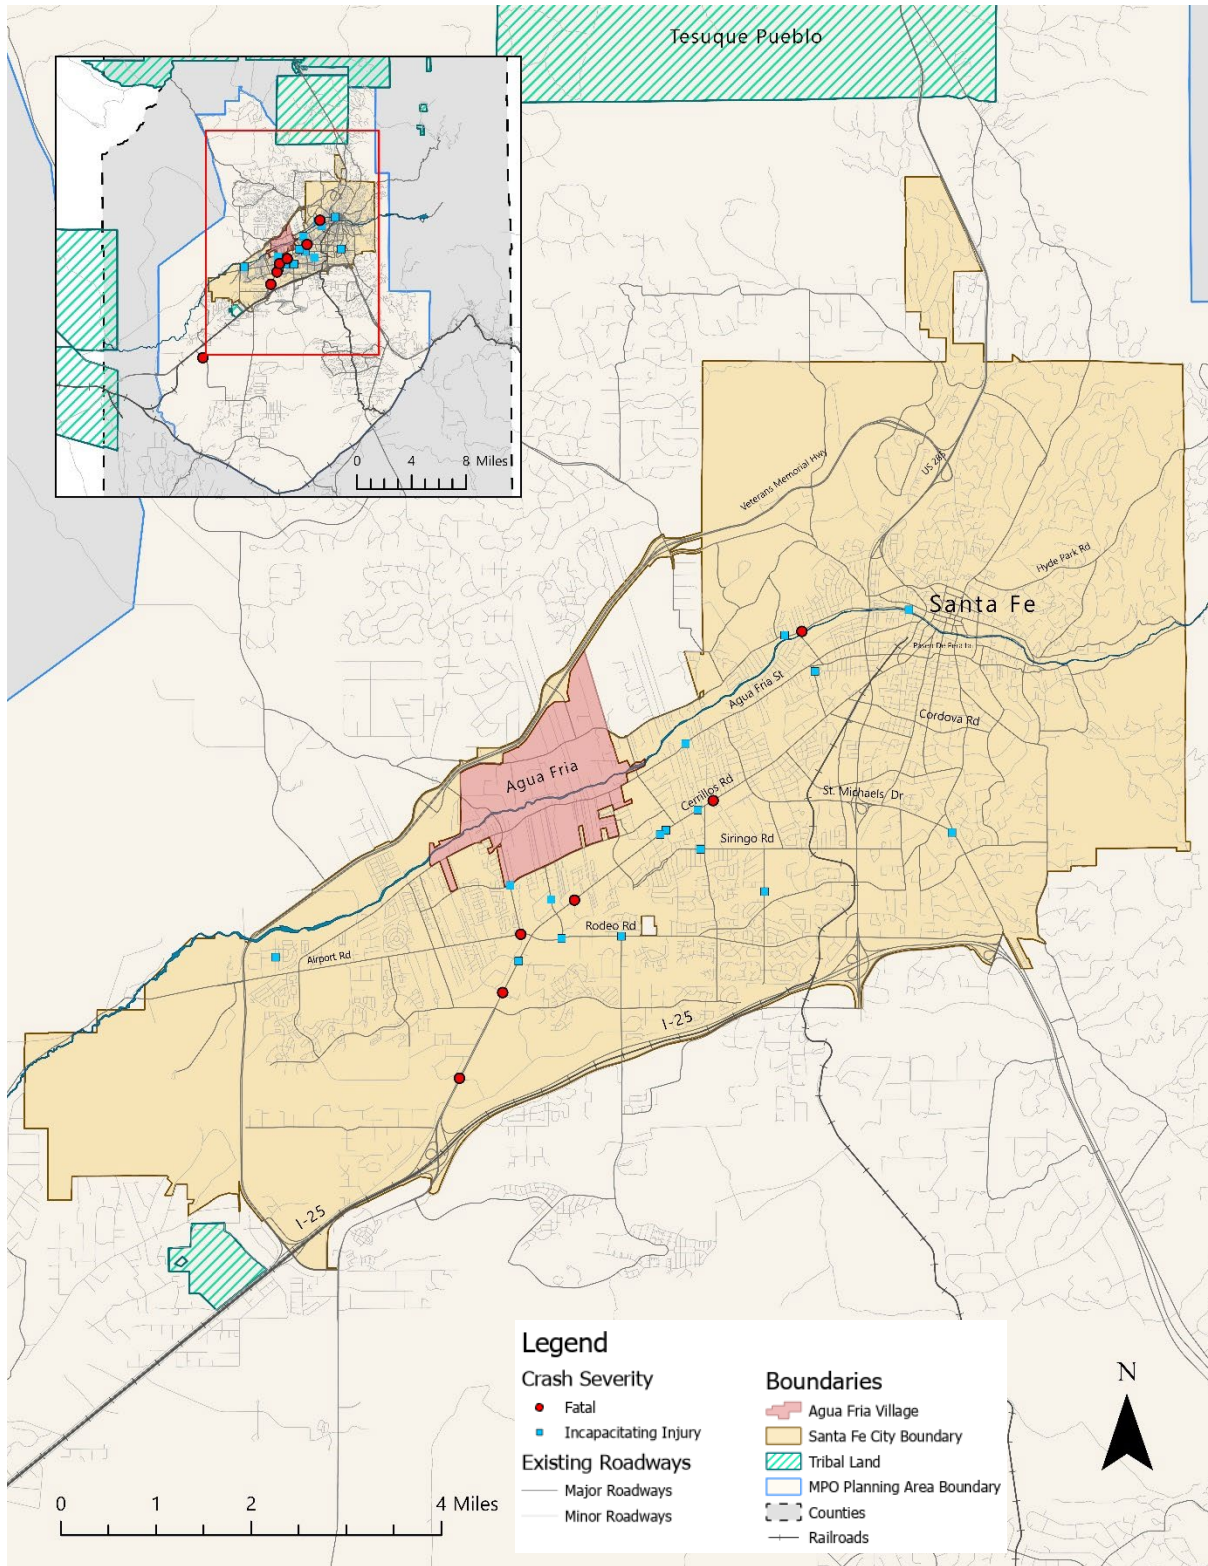 Tesuque Pueblo
0 4 8 Miles
Veterans Memorial Hwy
Hyde Park Rd
Santa Fe
Agua Fria St
Cordova Rd
Agua Fria
Cerrillos Rd
St. Michaels Dr
Siringo Rd
Rodeo Rd
Airport Rd
I-25
I-25
Legend
Crash Severity
Fatal
Incapacitating Injury
Existing Roadways
Major Roadways
Minor Roadways
Boundaries
Agua Fria Village
Santa Fe City Boundary
Tribal Land
MPO Planning Area Boundary
Counties
Railroads
N
0 1 2 4 Miles